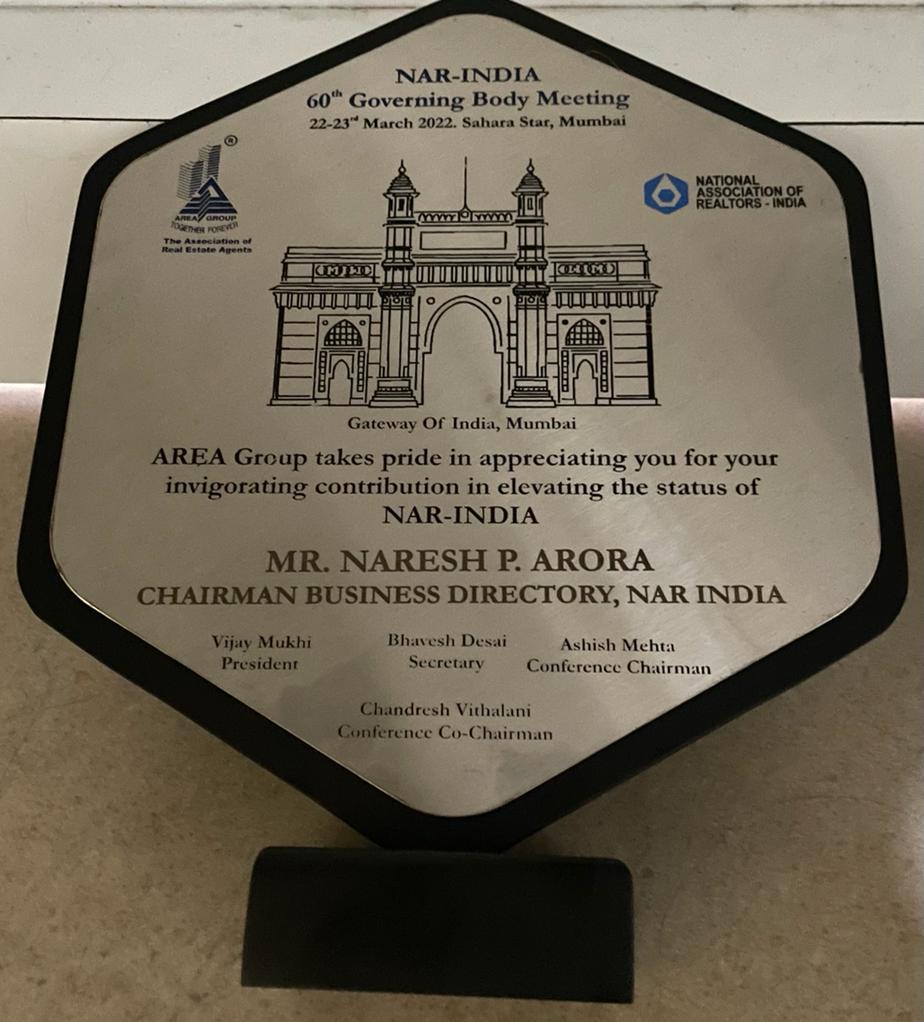 NAR-INDIA
60th Governing Body Meeting
22-23rd March 2022. Sahara Star, Mumbai
®
AREA GROUP
TOGETHER FOREVER
The Association of
Real Estate Agents
NATIONAL
ASSOCIATION OF
REALTORS - INDIA
Gateway Of India, Mumbai
AREA Group takes pride in appreciating you for your
invigorating contribution in elevating the status of
NAR-INDIA
MR. NARESH P. ARORA
CHAIRMAN BUSINESS DIRECTORY, NAR INDIA
Vijay Mukhi
President
Bhavesh Desai
Secretary
Ashish Mehta
Conference Chairman
Chandresh Vithalani
Conference Co-Chairman